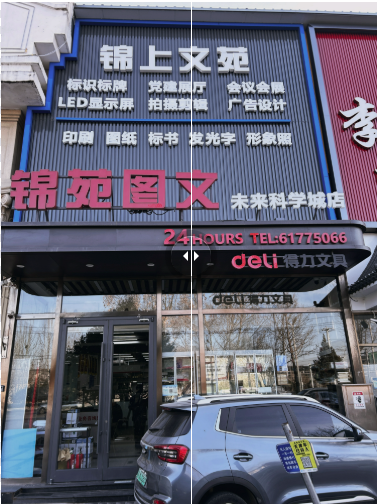 锦上文苑
标识标牌 党建展厅 会议会展
LED显示屏 拍摄剪辑 广告设计
印刷 图纸 标书 发光字 形象照
锦苑图文 未来科学城店
24HOURS TEL:61775066
deli得力文具
deli得力文具
李